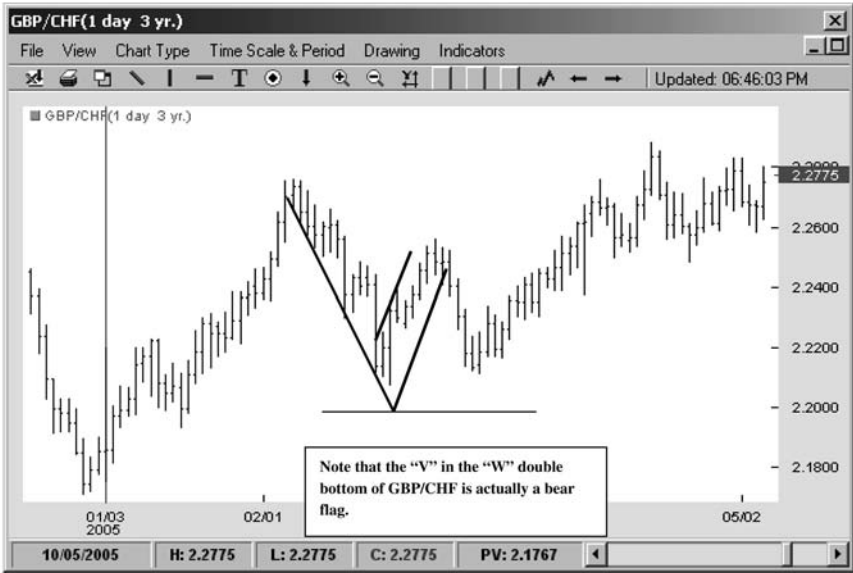 GBP/CHF(1 day 3 yr.)
File View Chart Type Time Scale & Period Drawing Indicators
T Updated: 06:46:03 PM
GBP/CHF(1 day 3 yr.)
2.2775
2.2600
2.2400
2.2200
2.2000
2.1800
Note that the “V” in the “W” double
bottom of GBP/CHF is actually a bear
flag.
01/03 02/01 05/02
2005
10/05/2005 H: 2.2775 L: 2.2775 C: 2.2775 PV: 2.1767